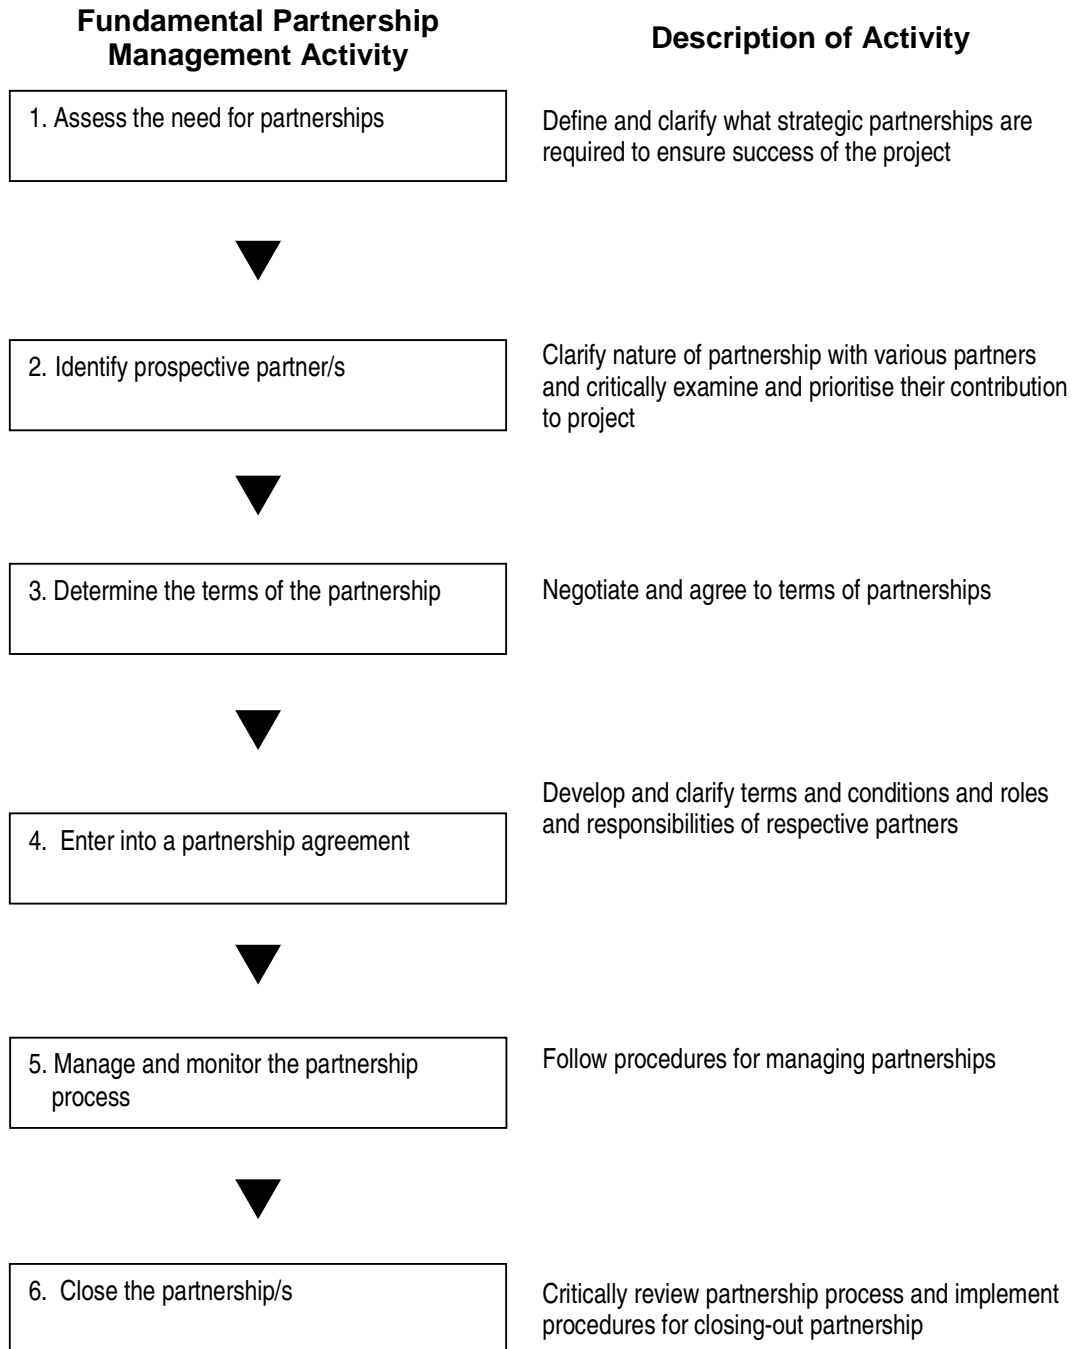 Fundamental Partnership
Management Activity
Description of Activity
1. Assess the need for partnerships
Define and clarify what strategic partnerships are
required to ensure success of the project
2. Identify prospective partner/s
Clarify nature of partnership with various partners
and critically examine and prioritise their contribution
to project
3. Determine the terms of the partnership
Negotiate and agree to terms of partnerships
4. Enter into a partnership agreement
Develop and clarify terms and conditions and roles
and responsibilities of respective partners
5. Manage and monitor the partnership
process
Follow procedures for managing partnerships
6. Close the partnership/s
Critically review partnership process and implement
procedures for closing-out partnership